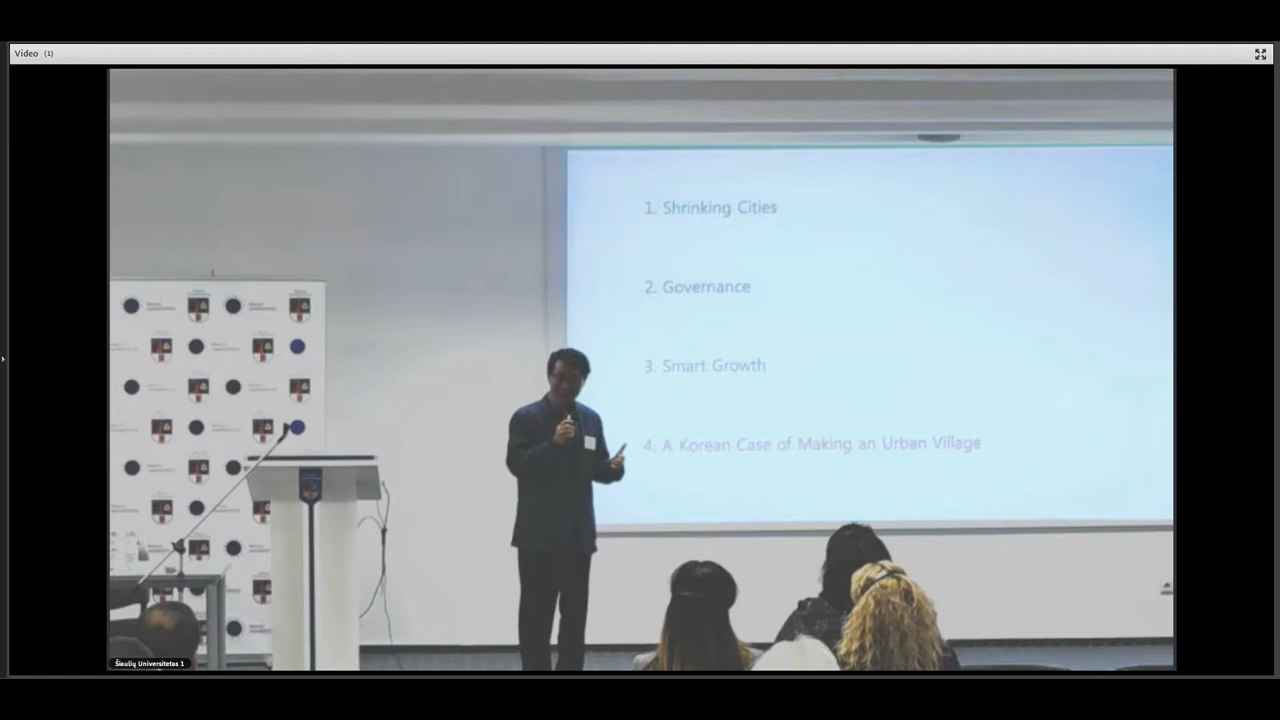 Video (1)
1. Shrinking Cities
2. Governance
3. Smart Growth
4. A Korean Case of Making an Urban Village
Šiaulių Universitetas 1